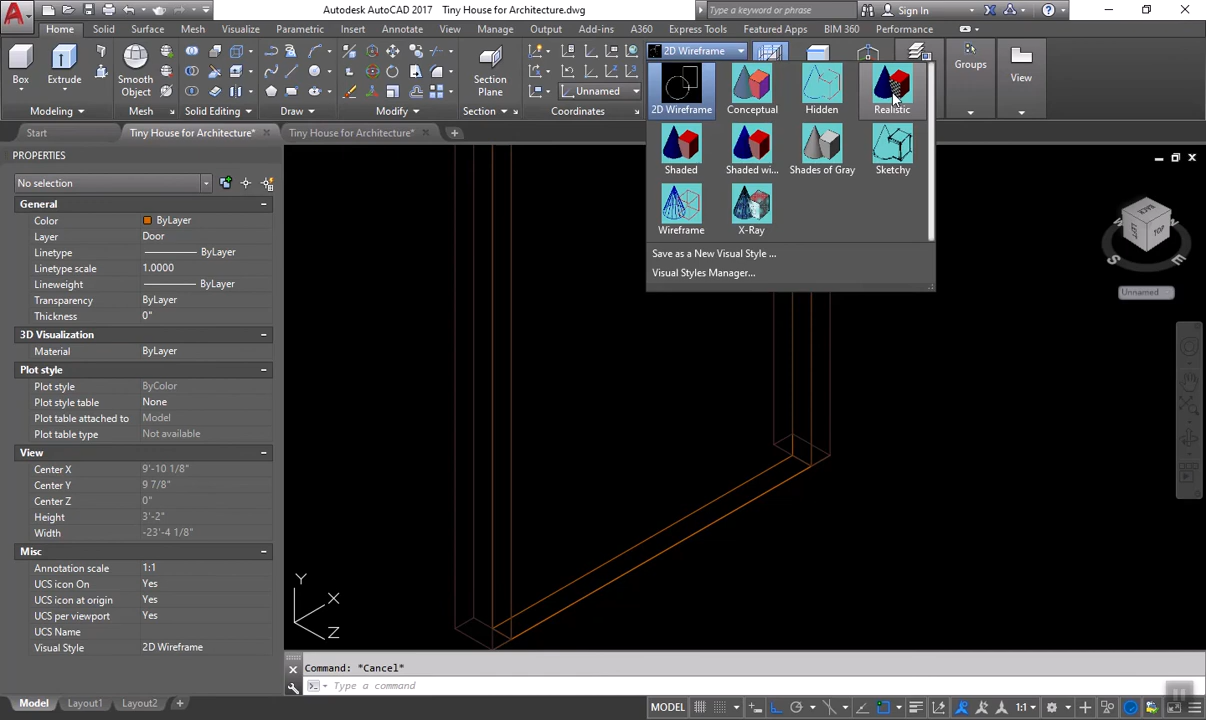 Autodesk AutoCAD 2017 Tiny House for Architecture.dwg
Type a keyword or phrase
Sign In
Home Solid Surface Mesh Visualize Parametric Insert Annotate View Manage Output Add-ins A360 Express Tools Featured Apps BIM 360 Performance
Box
Extrude
Smooth Object
Section Plane
Unnamed
2D Wireframe
Groups
View
Modeling
Mesh
Solid Editing
Draw
Modify
Section
Coordinates
2D Wireframe Conceptual Hidden Realistic
Shaded Shaded wi... Shades of Gray Sketchy
Wireframe X-Ray
Save as a New Visual Style ...
Visual Styles Manager...
Start Tiny House for Architecture* Tiny House for Architecture*
PROPERTIES
No selection
General
Color ByLayer
Layer Door
Linetype ByLayer
Linetype scale 1.0000
Lineweight ByLayer
Transparency ByLayer
Thickness 0"
3D Visualization
Material ByLayer
Plot style
Plot style ByColor
Plot style table None
Plot table attached to Model
Plot table type Not available
View
Center X 9'-10 1/8"
Center Y 9 7/8"
Center Z 0"
Height 3'-2"
Width -23'-4 1/8"
Misc
Annotation scale 1:1
UCS icon On Yes
UCS icon at origin Yes
UCS per viewport Yes
UCS Name
Visual Style 2D Wireframe
BACK
LEFT
TOP
Unnamed
Y
X
Z
Command: *Cancel*
Type a command
Model Layout1 Layout2
MODEL
1:1